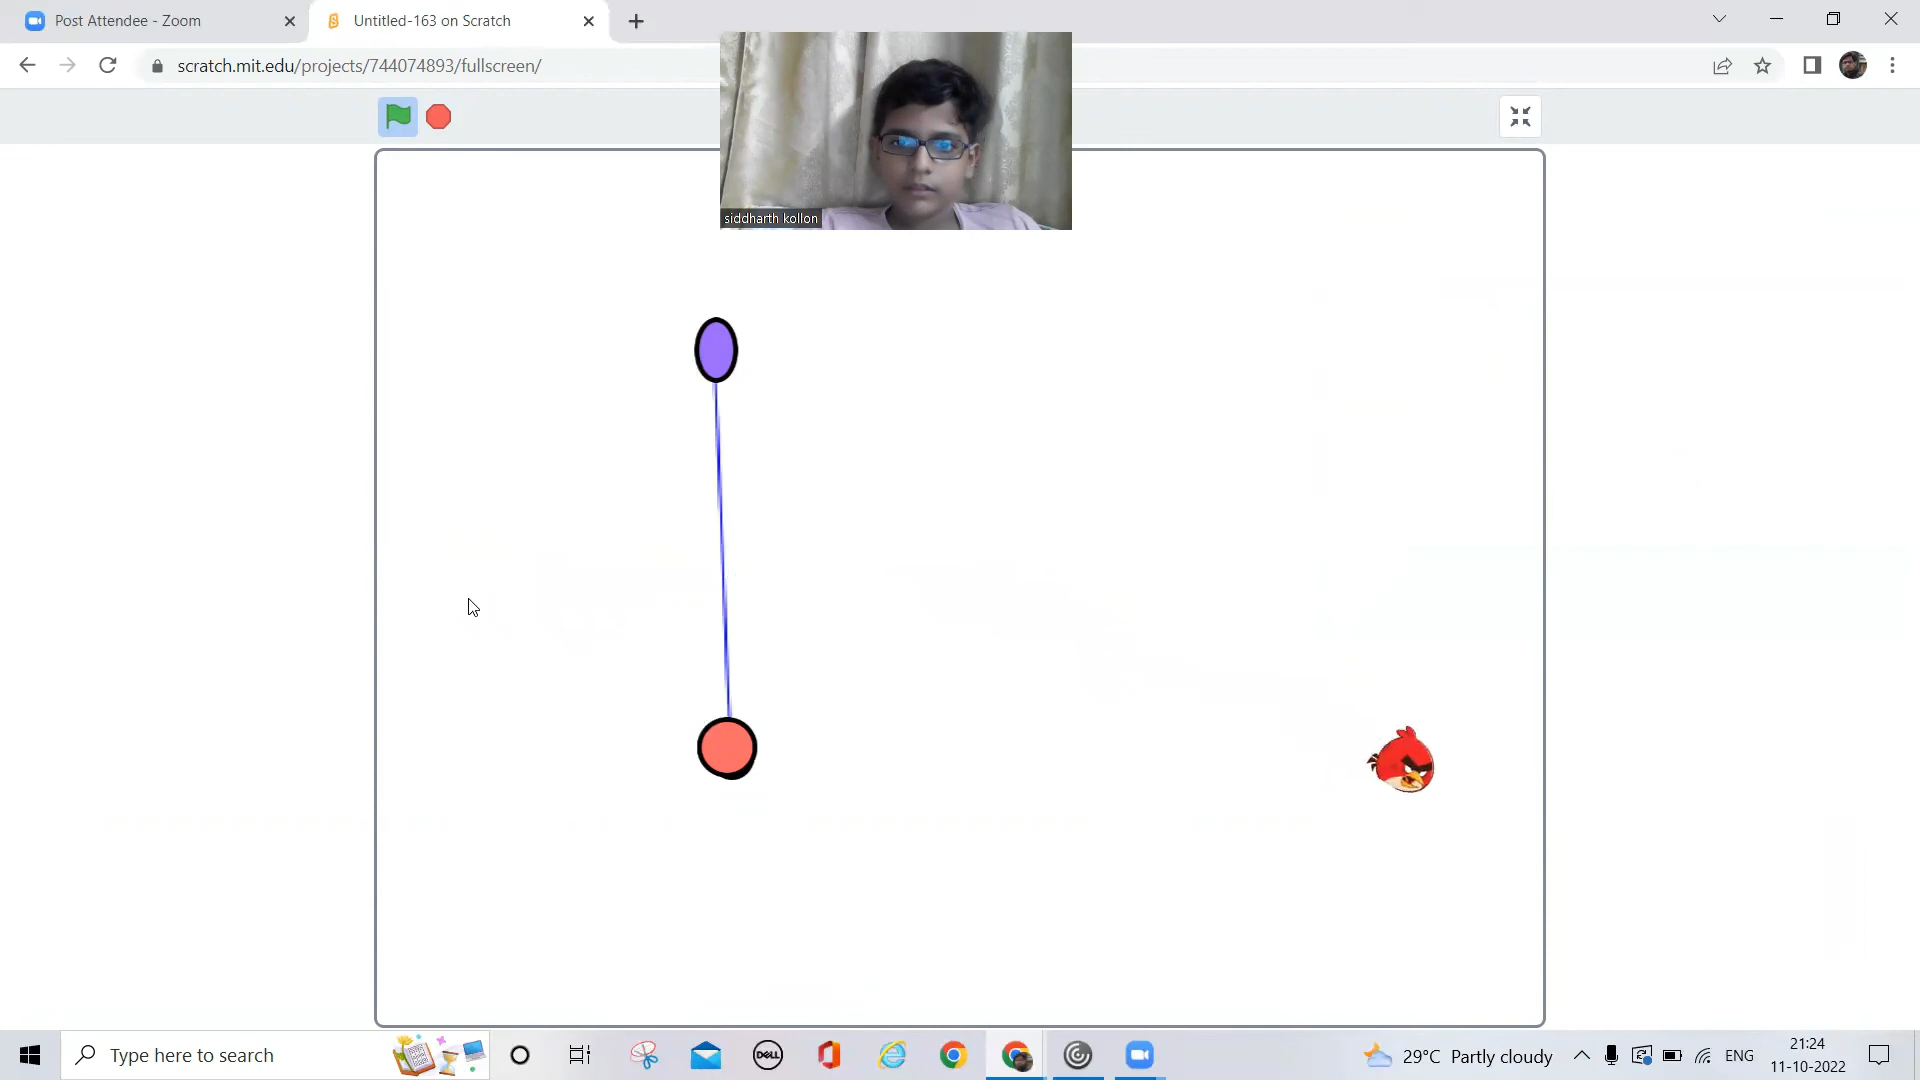 Post Attendee - Zoom
Untitled-163 on Scratch
scratch.mit.edu/projects/744074893/fullscreen/
siddharth kollon
Type here to search
DELL
29°C Partly cloudy
ENG
21:24
11-10-2022